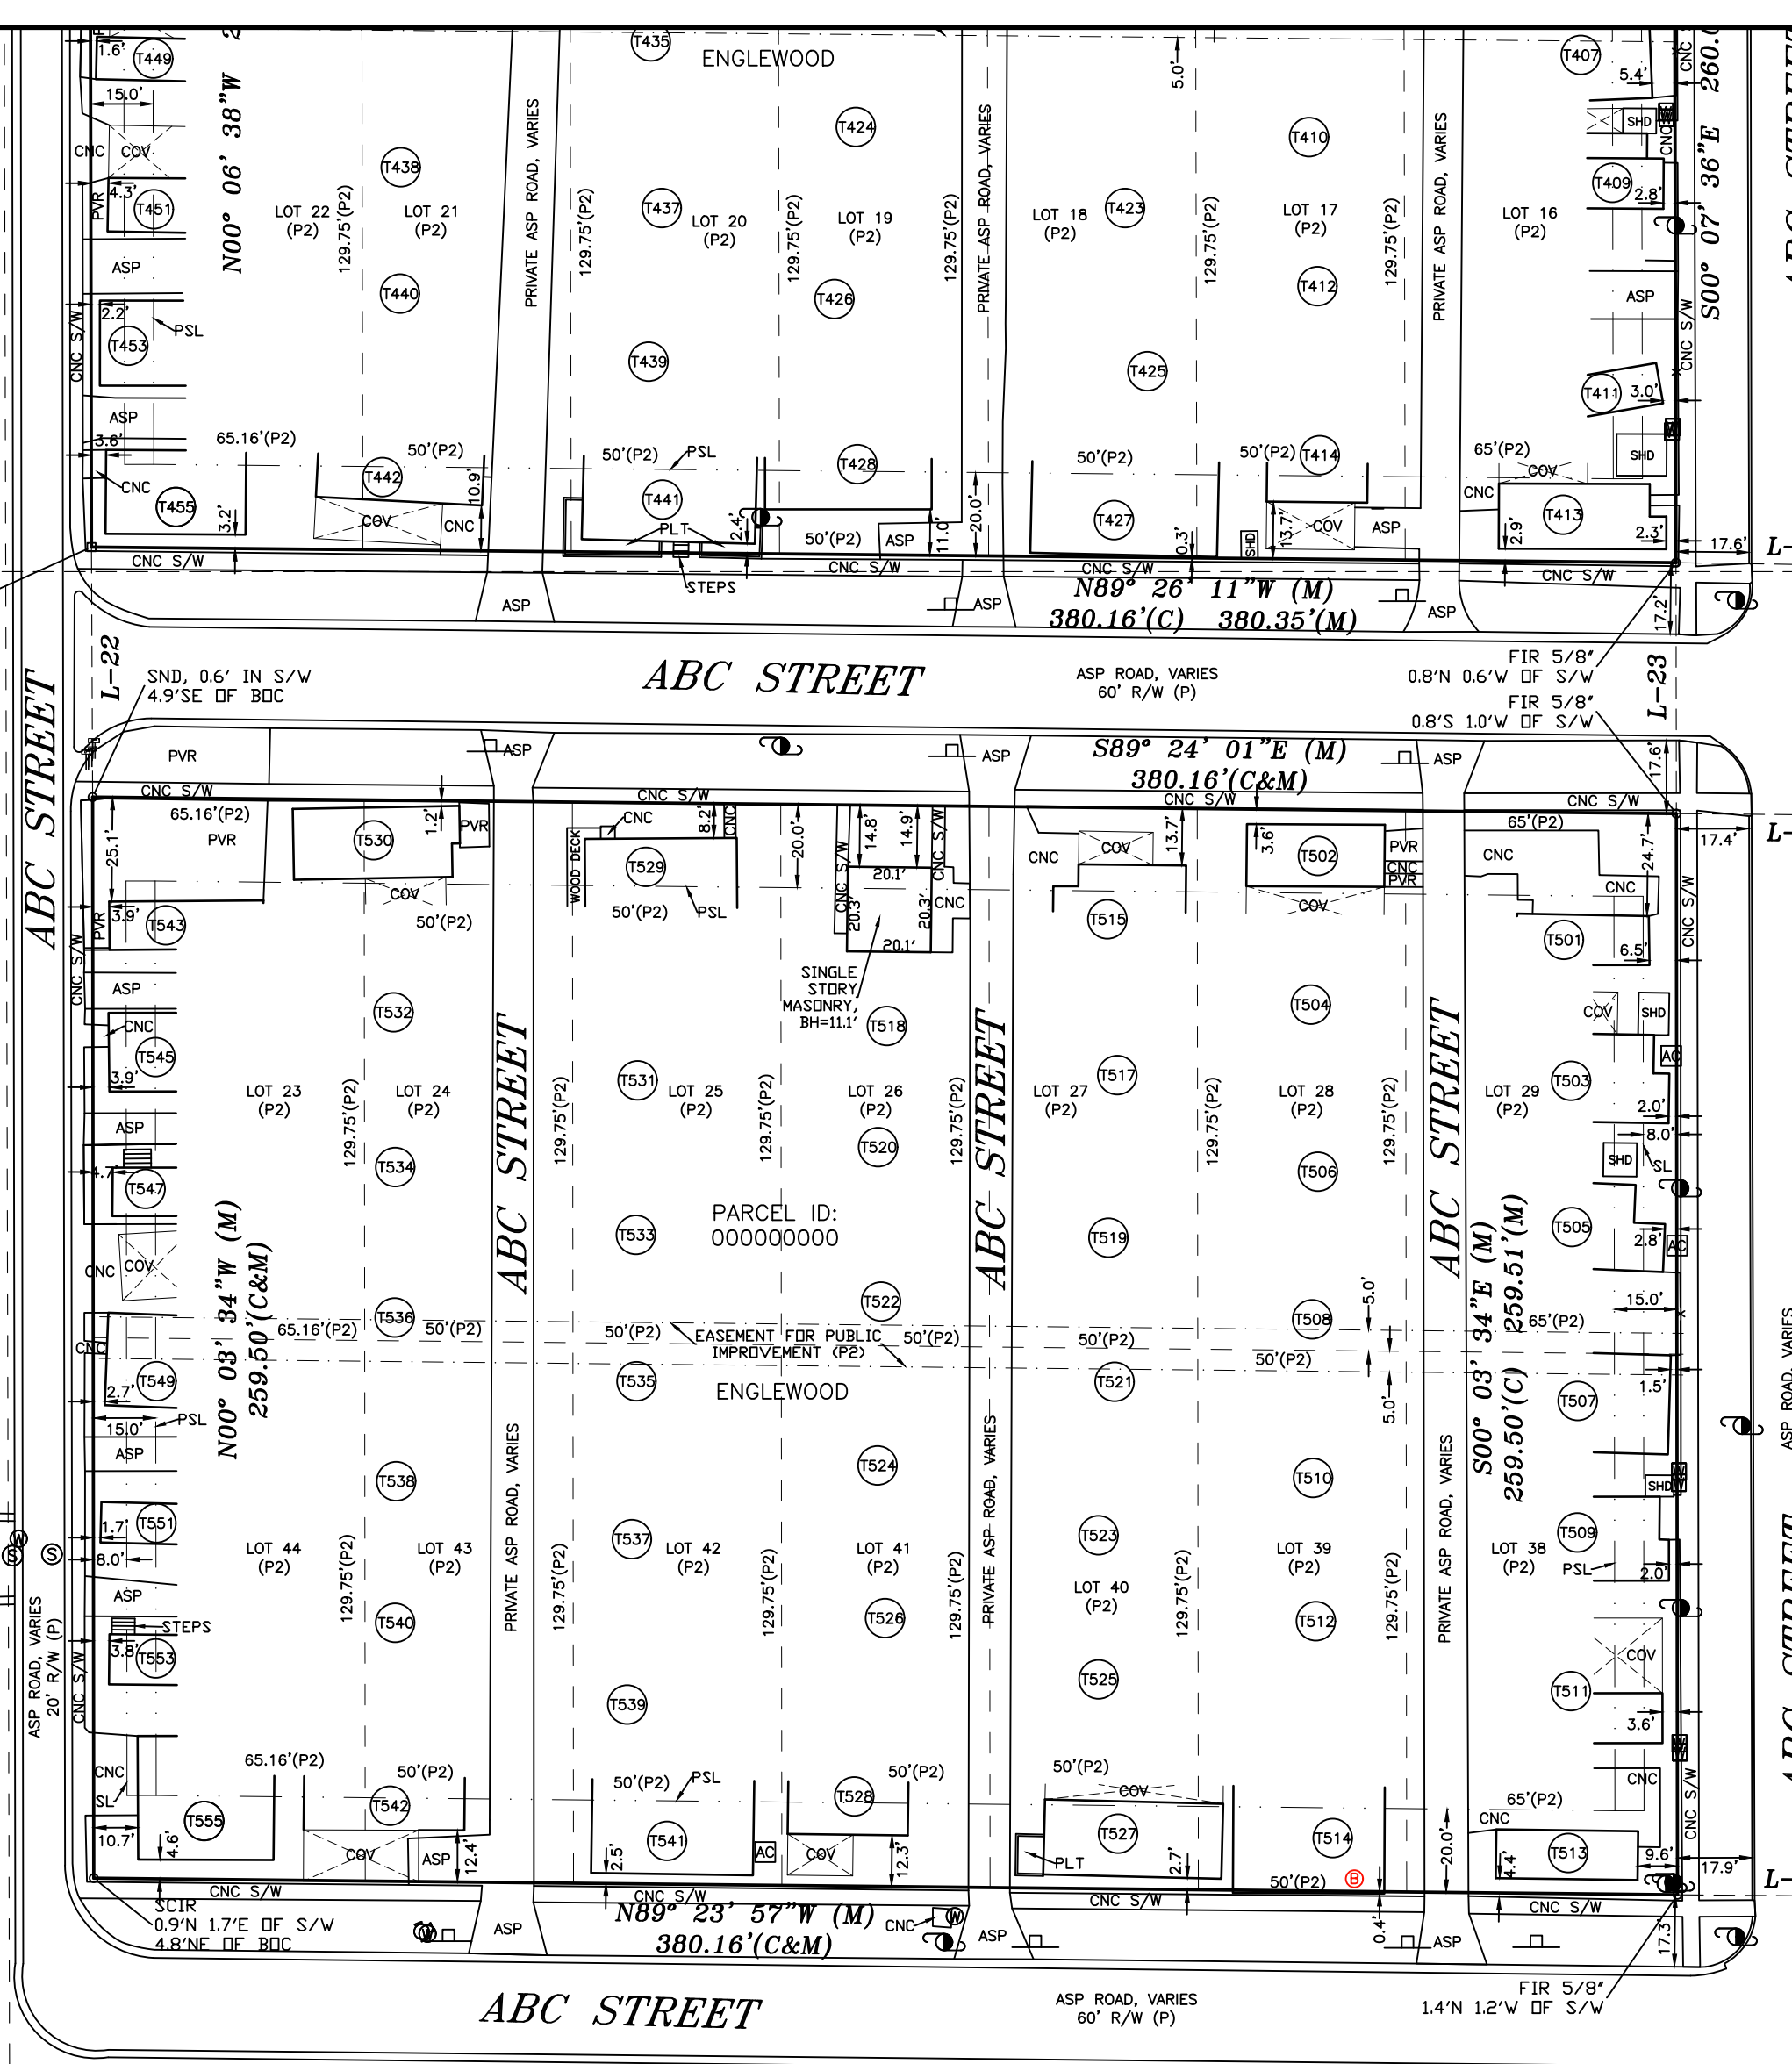 1.6'
T449
15.0'
CNC
COV
N00° 06' 38"W
T438
4.3'
T451
PVR
LOT 22
(P2)
129.75'(P2)
LOT 21
(P2)
ASP
T440
2.2'
PSL
T453
CNC S/W
ASP
3.6'
65.16'(P2)
50'(P2)
CNC
T455
3.2'
T442
COV
10.9'
CNC
CNC S/W
PRIVATE ASP ROAD, VARIES
T435
ENGLEWOOD
T424
129.75'(P2)
T437
LOT 20
(P2)
129.75'(P2)
LOT 19
(P2)
129.75'(P2)
T426
T439
50'(P2)
PSL
T428
T441
PLT
2.4'
50'(P2)
ASP
11.0'
20.0'
CNC S/W
STEPS
ASP
ASP
PRIVATE ASP ROAD, VARIES
5.0'
T410
LOT 18
(P2)
T423
129.75'(P2)
LOT 17
(P2)
129.75'(P2)
T412
T425
50'(P2)
50'(P2)
T414
T427
0.3'
SHD
13.7'
COV
ASP
CNC S/W
PRIVATE ASP ROAD, VARIES
T407
5.4'
SHD
CNC
T409
2.8'
LOT 16
(P2)
ASP
CNC S/W
T411
3.0'
65'(P2)
SHD
COV
CNC
T413
2.9'
2.3'
17.6'
CNC S/W
S00° 07' 36"E
ABC STREET
N89° 26' 11"W (M)
380.16'(C) 380.35'(M)
ASP
17.2'
L-22
SND, 0.6' IN S/W
4.9'SE OF BOC
ABC STREET
ABC STREET
ASP ROAD, VARIES
60' R/W (P)
FIR 5/8"
0.8'N 0.6'W OF S/W
FIR 5/8"
0.8'S 1.0'W OF S/W
L-23
PVR
ASP
ASP
S89° 24' 01"E (M)
380.16'(C&M)
ASP
17.6'
CNC S/W
CNC S/W
CNC S/W
CNC S/W
65.16'(P2)
PVR
25.1'
T530
1.2'
PVR
COV
50'(P2)
PVR
3.9'
T543
CNC S/W
ASP
CNC
T545
3.9'
T532
LOT 23
(P2)
129.75'(P2)
LOT 24
(P2)
ASP
4.7'
T547
T534
N00° 03' 34"W (M)
259.50'(C&M)
COV
CNC
T536
65.16'(P2)
50'(P2)
CNC
T549
2.7'
15.0'
PSL
ASP
T538
T551
1.7'
8.0'
LOT 44
(P2)
129.75'(P2)
LOT 43
(P2)
ASP
STEPS
T553
3.8'
CNC S/W
T540
65.16'(P2)
50'(P2)
CNC
SL
T555
10.7'
4.6'
T542
COV
ASP
12.4'
CNC S/W
SCIR
0.9'N 1.7'E OF S/W
4.8'NE OF BOC
ASP ROAD, VARIES
20' R/W (P)
ABC STREET
PRIVATE ASP ROAD, VARIES
WOOD DECK
CNC
8.2'
CNC
T529
20.0'
50'(P2)
PSL
CNC S/W
14.8'
14.9'
CNC S/W
20.1'
20.3'
20.3'
20.1'
CNC
SINGLE
STORY
MASONRY,
BH=11.1'
T518
T531
LOT 25
(P2)
129.75'(P2)
129.75'(P2)
LOT 26
(P2)
129.75'(P2)
T520
PARCEL ID:
000000000
T533
T522
50'(P2)
EASEMENT FOR PUBLIC
IMPROVEMENT (P2)
50'(P2)
T535
ENGLEWOOD
T524
T537
LOT 42
(P2)
129.75'(P2)
129.75'(P2)
LOT 41
(P2)
129.75'(P2)
T526
T539
50'(P2)
PSL
T528
50'(P2)
T541
2.5'
AC
COV
12.3'
CNC S/W
N89° 23' 57"W (M)
380.16'(C&M)
CNC
W
ASP
ASP
ABC STREET
PRIVATE ASP ROAD, VARIES
CNC
COV
13.7'
3.6'
T502
PVR
CNC
PVR
COV
T515
T504
T517
LOT 27
(P2)
129.75'(P2)
LOT 28
(P2)
129.75'(P2)
T506
T519
5.0'
T508
50'(P2)
50'(P2)
T521
5.0'
T510
T523
LOT 39
(P2)
LOT 40
(P2)
129.75'(P2)
129.75'(P2)
T512
T525
50'(P2)
COV
T527
PLT
2.7'
T514
50'(P2)
B
0.4'
CNC S/W
20.0'
ABC STREET
PRIVATE ASP ROAD, VARIES
65'(P2)
CNC
24.7'
17.4'
CNC
T501
6.5'
CNC S/W
COV
SHD
AC
T503
LOT 29
(P2)
2.0'
8.0'
SHD
SL
T505
2.8'
AC
S00° 03' 34"E (M)
259.50'(C) 259.51'(M)
15.0'
65'(P2)
1.5'
T507
SHD
T509
LOT 38
(P2)
PSL
2.0'
COV
T511
3.6'
CNC
65'(P2)
CNC
T513
4.4'
9.6'
17.9'
CNC S/W
CNC S/W
ASP
17.3'
FIR 5/8"
1.4'N 1.2'W OF S/W
ASP ROAD, VARIES
ABC STREET
ABC STREET
ASP ROAD, VARIES
60' R/W (P)